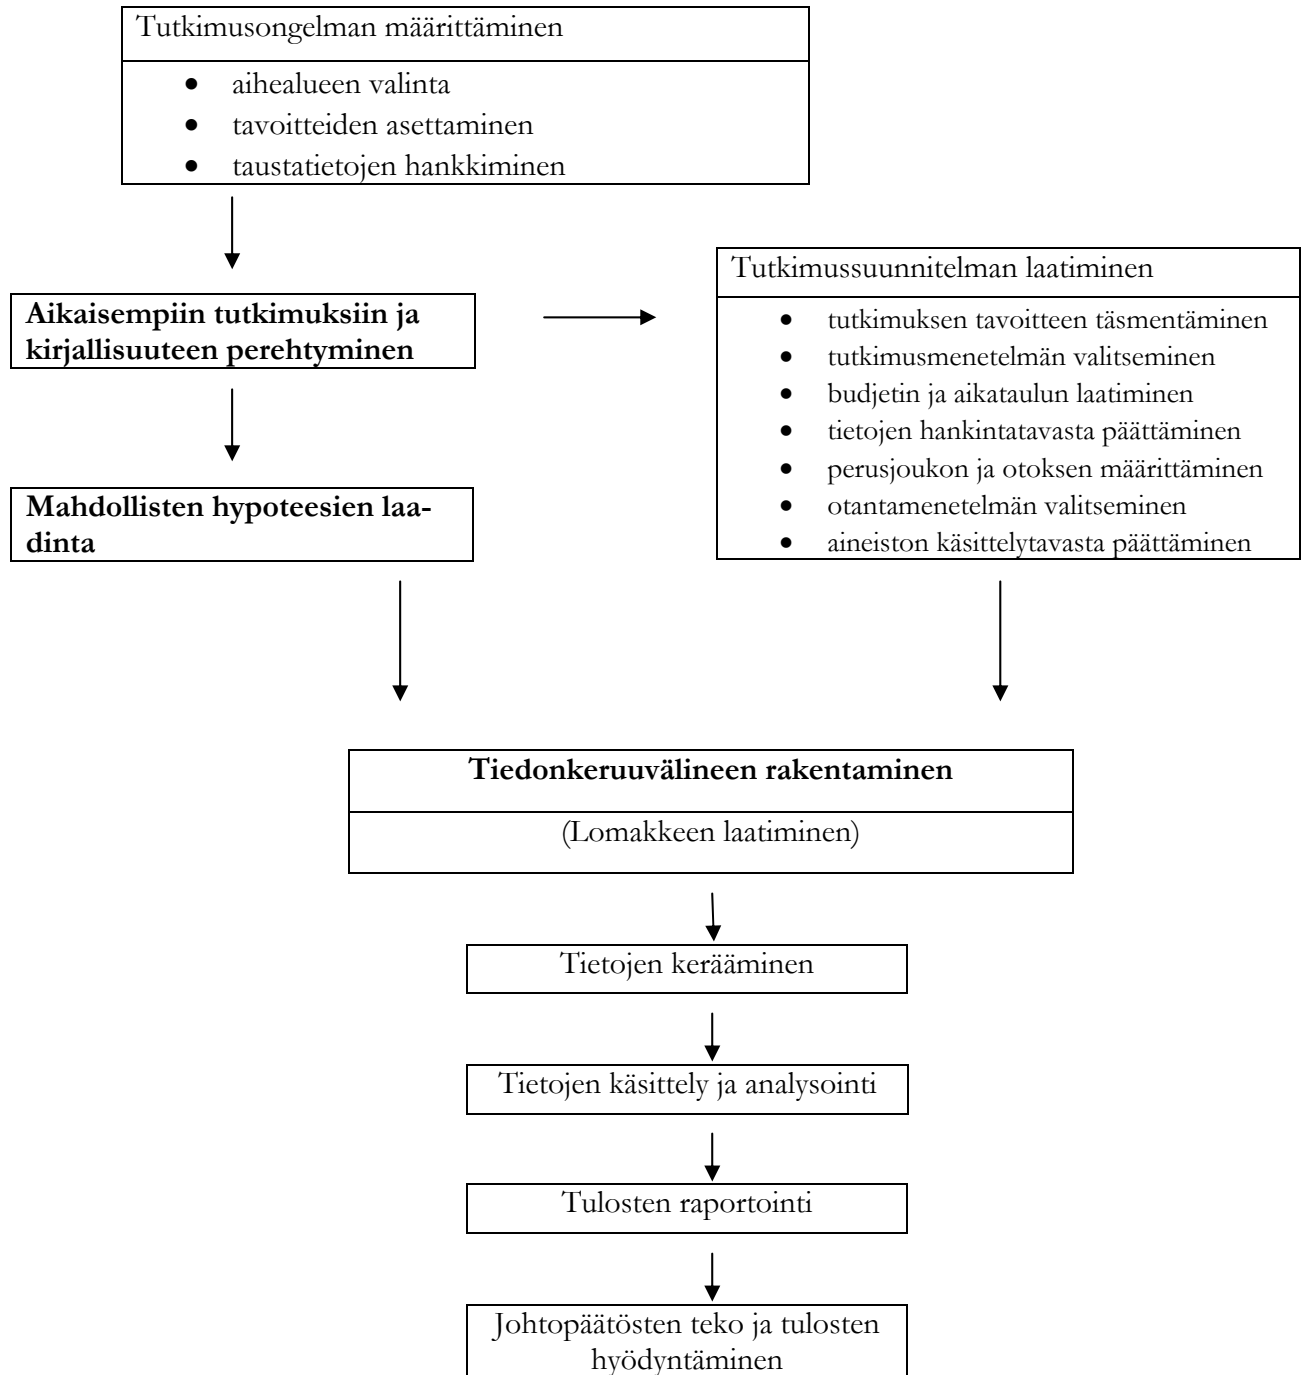 Tutkimusongelman määrittäminen
• aihealueen valinta
• tavoitteiden asettaminen
• taustatietojen hankkiminen
Aikaisempiin tutkimuksiin ja
kirjallisuuteen perehtyminen
Tutkimussuunnitelman laatiminen
• tutkimuksen tavoitteen täsmentäminen
• tutkimusmenetelmän valitseminen
• budjetin ja aikataulun laatiminen
• tietojen hankintatavasta päättäminen
• perusjoukon ja otoksen määrittäminen
• otantamenetelmän valitseminen
• aineiston käsittelytavasta päättäminen
Mahdollisten hypoteesien laa-
dinta
Tiedonkeruuvälineen rakentaminen
(Lomakkeen laatiminen)
Tietojen kerääminen
Tietojen käsittely ja analysointi
Tulosten raportointi
Johtopäätösten teko ja tulosten
hyödyntäminen